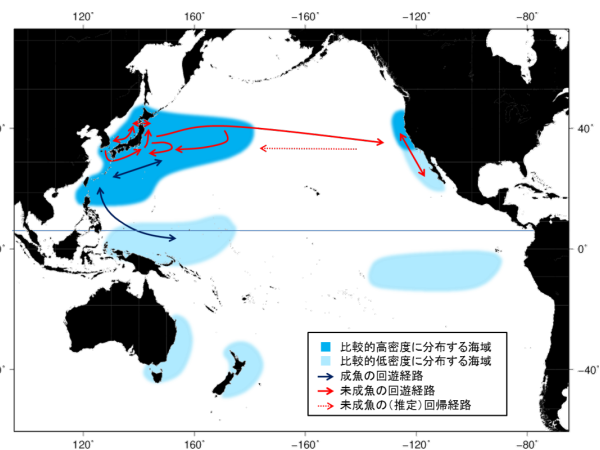 120˚ 160˚ −160˚ −120˚ −80˚
40˚ 40˚
0˚ 0˚
−40˚
比較的高密度に分布する海域
比較的低密度に分布する海域
成魚の回遊経路
未成魚の回遊経路
未成魚の(推定)回帰経路
120˚ 160˚ −160˚ −120˚ −80˚